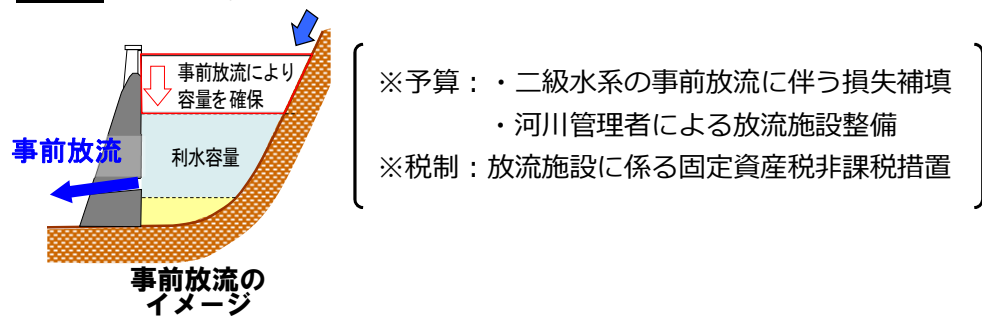 事前放流により
容量を確保
事前放流
利水容量
事前放流の
イメージ
※予算：・二級水系の事前放流に伴う損失補填
・河川管理者による放流施設整備
※税制：放流施設に係る固定資産税非課税措置